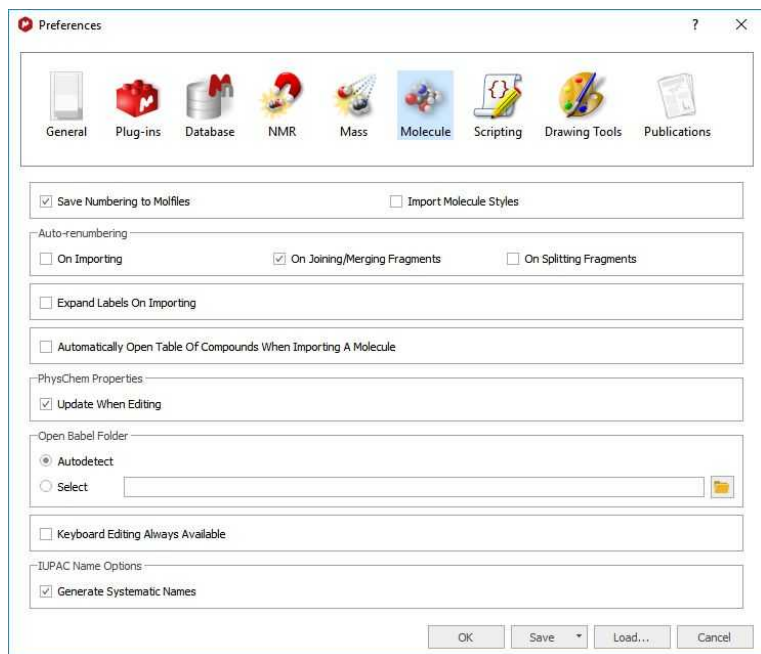 Preferences
?
General Plug-ins Database NMR Mass Molecule Scripting Drawing Tools Publications
Save Numbering to Molfiles Import Molecule Styles
Auto-renumbering
On Importing On Joining/Merging Fragments On Splitting Fragments
Expand Labels On Importing
Automatically Open Table Of Compounds When Importing A Molecule
PhysChem Properties
Update When Editing
Open Babel Folder
Autodetect
Select
Keyboard Editing Always Available
IUPAC Name Options
Generate Systematic Names
OK Save Load... Cancel